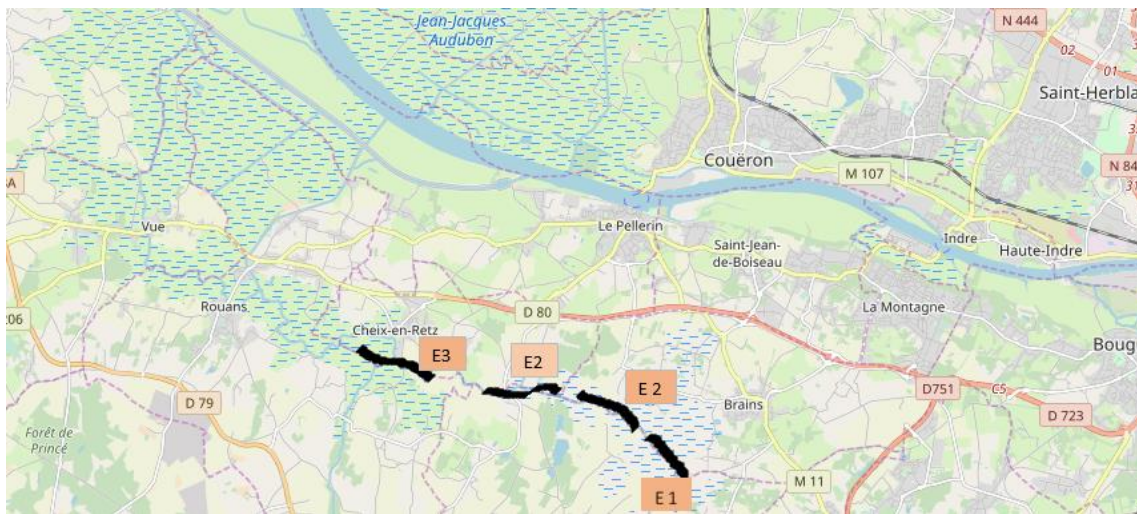 Jean-Jacques
Audubon
N 444
02
01
Saint-Herbla
Couëron
M 107
N 84
Vue
Le Pellerin
Indre
Saint-Jean-
de-Boiseau
Haute-Indre
206
Rouans
D 80
La Montagne
Cheix-en-Retz
Boug
E3
E2
E 2
D 79
Brains
D751
C5
D 723
Forêt de
Princé
E 1
M 11